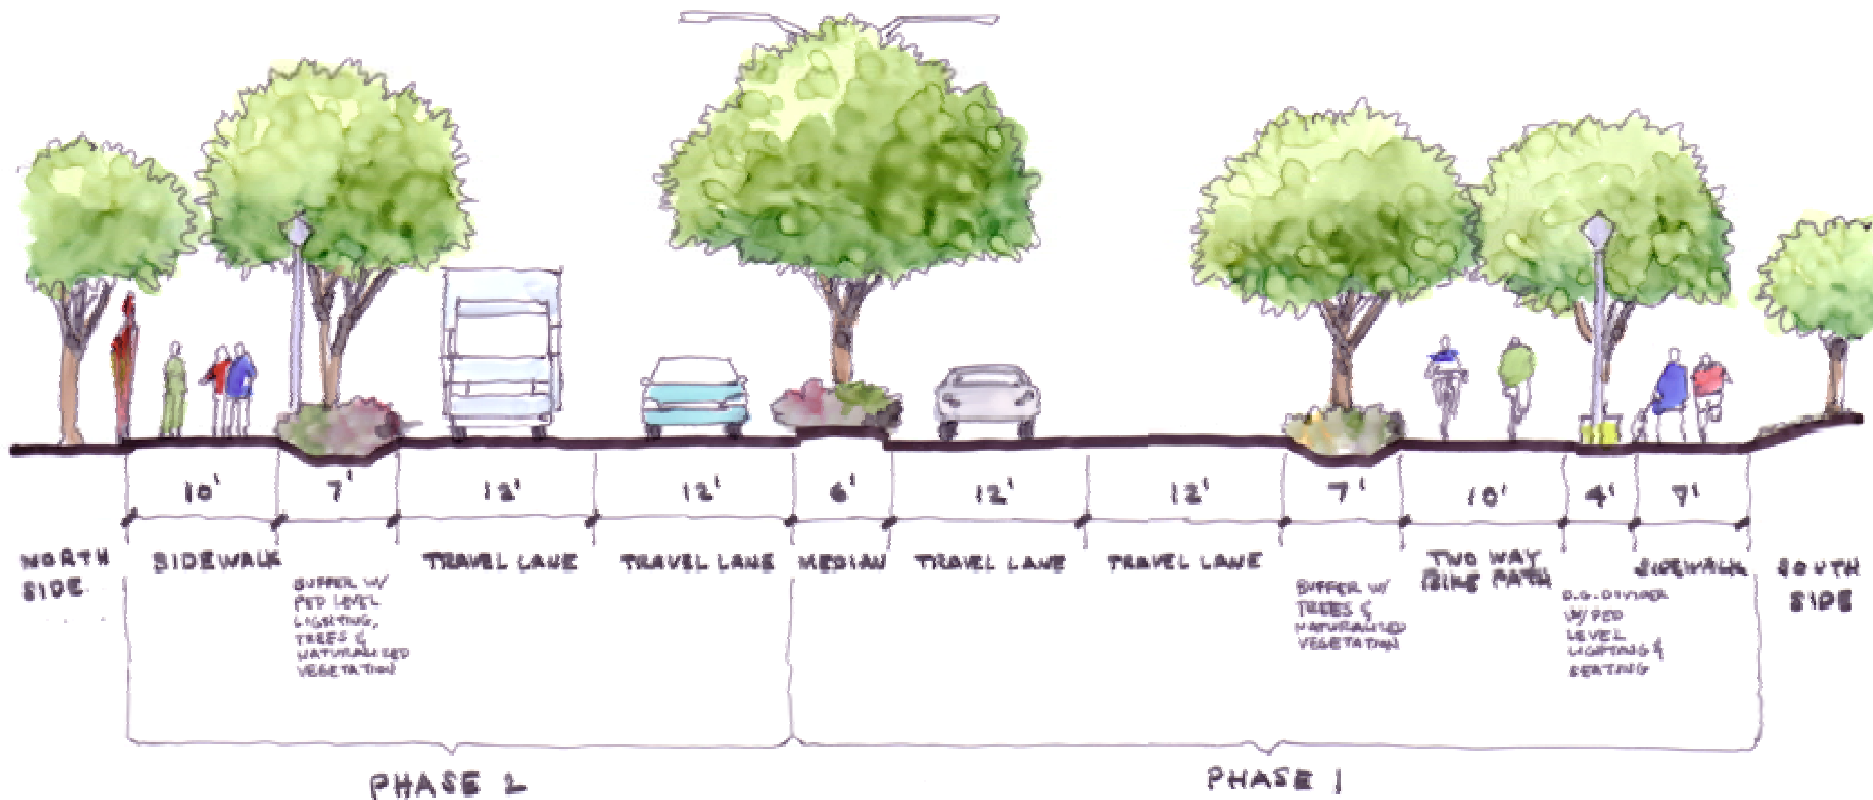 10' 7' 12' 12' 6' 12' 12' 7' 10' 4' 7'
NORTH
SIDE
SIDEWALK
BUFFER W/
PED LEVEL
LIGHTING,
TREES &
NATURALIZED
VEGETATION
TRAVEL LANE
TRAVEL LANE
MEDIAN
TRAVEL LANE
TRAVEL LANE
BUFFER W/
TREES &
NATURALIZED
VEGETATION
TWO WAY
BIKE PATH
D.G. DIVIDER
W/ PED
LEVEL
LIGHTING &
SEATING
SIDEWALK
SOUTH
SIDE
PHASE 2
PHASE 1